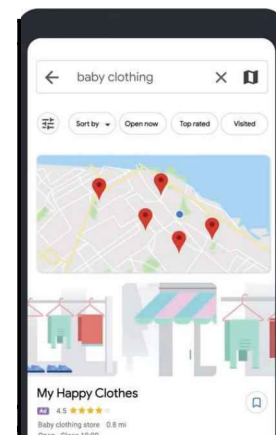 baby clothing
Sort by
Open now
Top rated
Visited
My Happy Clothes
Ad 4.5
Baby clothing store 0.8 mi